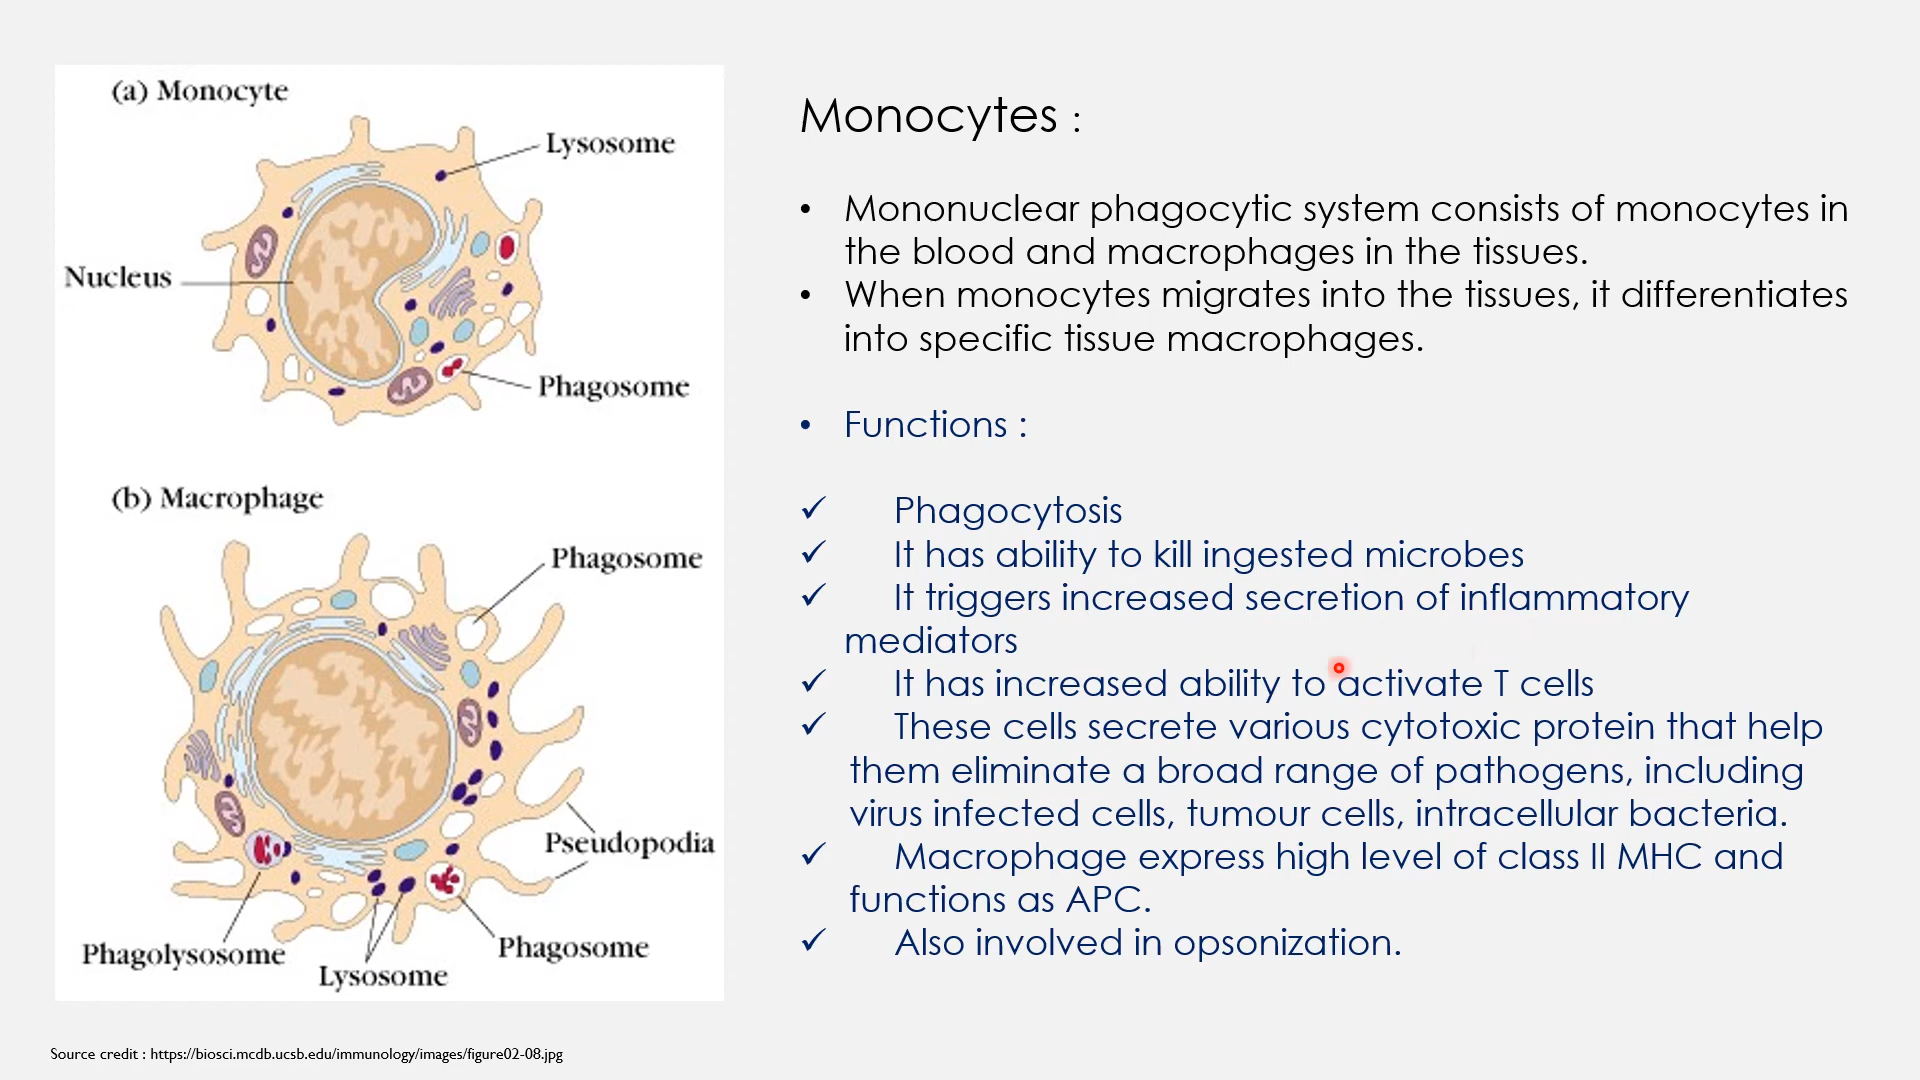 (a) Monocyte
Lysosome
Nucleus
Phagosome
(b) Macrophage
Phagosome
Pseudopodia
Phagolysosome
Lysosome
Phagosome
Monocytes :
• Mononuclear phagocytic system consists of monocytes in
the blood and macrophages in the tissues.
• When monocytes migrates into the tissues, it differentiates
into specific tissue macrophages.
• Functions :
✓ Phagocytosis
✓ It has ability to kill ingested microbes
✓ It triggers increased secretion of inflammatory
mediators
✓ It has increased ability to activate T cells
✓ These cells secrete various cytotoxic protein that help
them eliminate a broad range of pathogens, including
virus infected cells, tumour cells, intracellular bacteria.
✓ Macrophage express high level of class II MHC and
functions as APC.
✓ Also involved in opsonization.
Source credit : https://biosci.mcdb.ucsb.edu/immunology/images/figure02-08.jpg